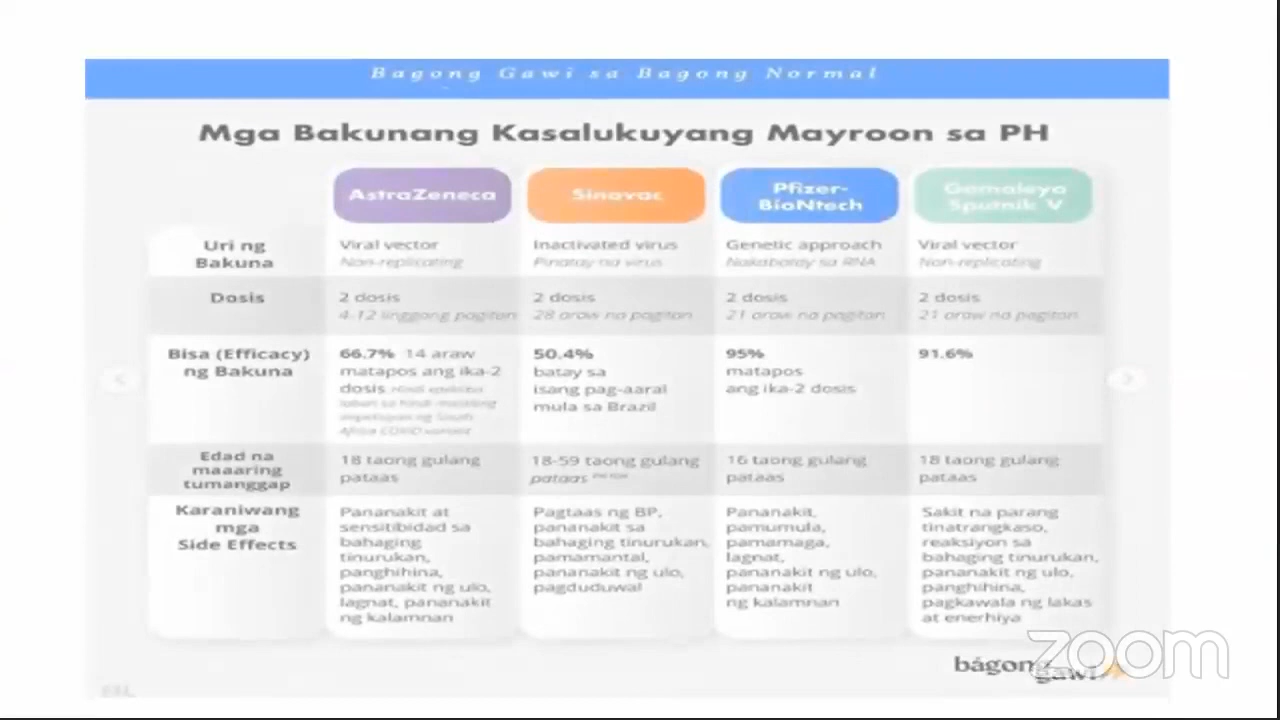 Bagong Gawi sa Bagong Normal
Mga Bakunang Kasalukuyang Mayroon sa PH
AstraZeneca
Sinovac
Pfizer-
BioNtech
Gamaleya
Sputnik V
Uri ng
Bakuna
Viral vector
Non-replicating
Inactivated virus
Pinatay na virus
Genetic approach
Nakabatay sa RNA
Viral vector
Non-replicating
Dosis
2 dosis
4-12 linggong pagitan
2 dosis
28 araw na pagitan
2 dosis
21 araw na pagitan
2 dosis
21 araw na pagitan
Bisa (Efficacy)
ng Bakuna
66.7% 14 araw
matapos ang ika-2
dosis
South
Africa COVID variant
50.4%
batay sa
isang pag-aaral
mula sa Brazil
95%
matapos
ang ika-2 dosis
91.6%
Edad na
maaaring
tumanggap
18 taong gulang
pataas
18-59 taong gulang
pataas
16 taong gulang
pataas
18 taong gulang
pataas
Karaniwang
mga
Side Effects
Pananakit at
sensitibidad sa
bahaging
tinurukan,
panghihina,
pananakit ng ulo,
lagnat, pananakit
ng kalamnan
Pagtaas ng BP,
pananakit sa
bahaging tinurukan,
pamamantal,
pananakit ng ulo,
pagduduwal
Pananakit,
pamumula,
pamamaga,
lagnat,
pananakit ng ulo,
pananakit
ng kalamnan
Sakit na parang
tinatrangkaso,
reaksiyon sa
bahaging tinurukan,
pananakit ng ulo,
panghihina,
pagkawala ng lakas
at enerhiya
bágong
gawi
zoom